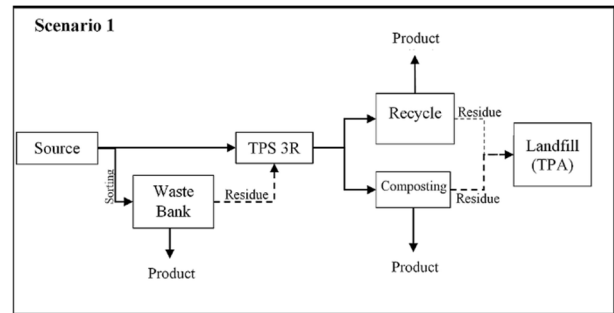 Scenario 1
Product
Recycle
Residue
Source
TPS 3R
Landfill
(TPA)
Sorting
Waste
Bank
Residue
Composting
Residue
Product
Product